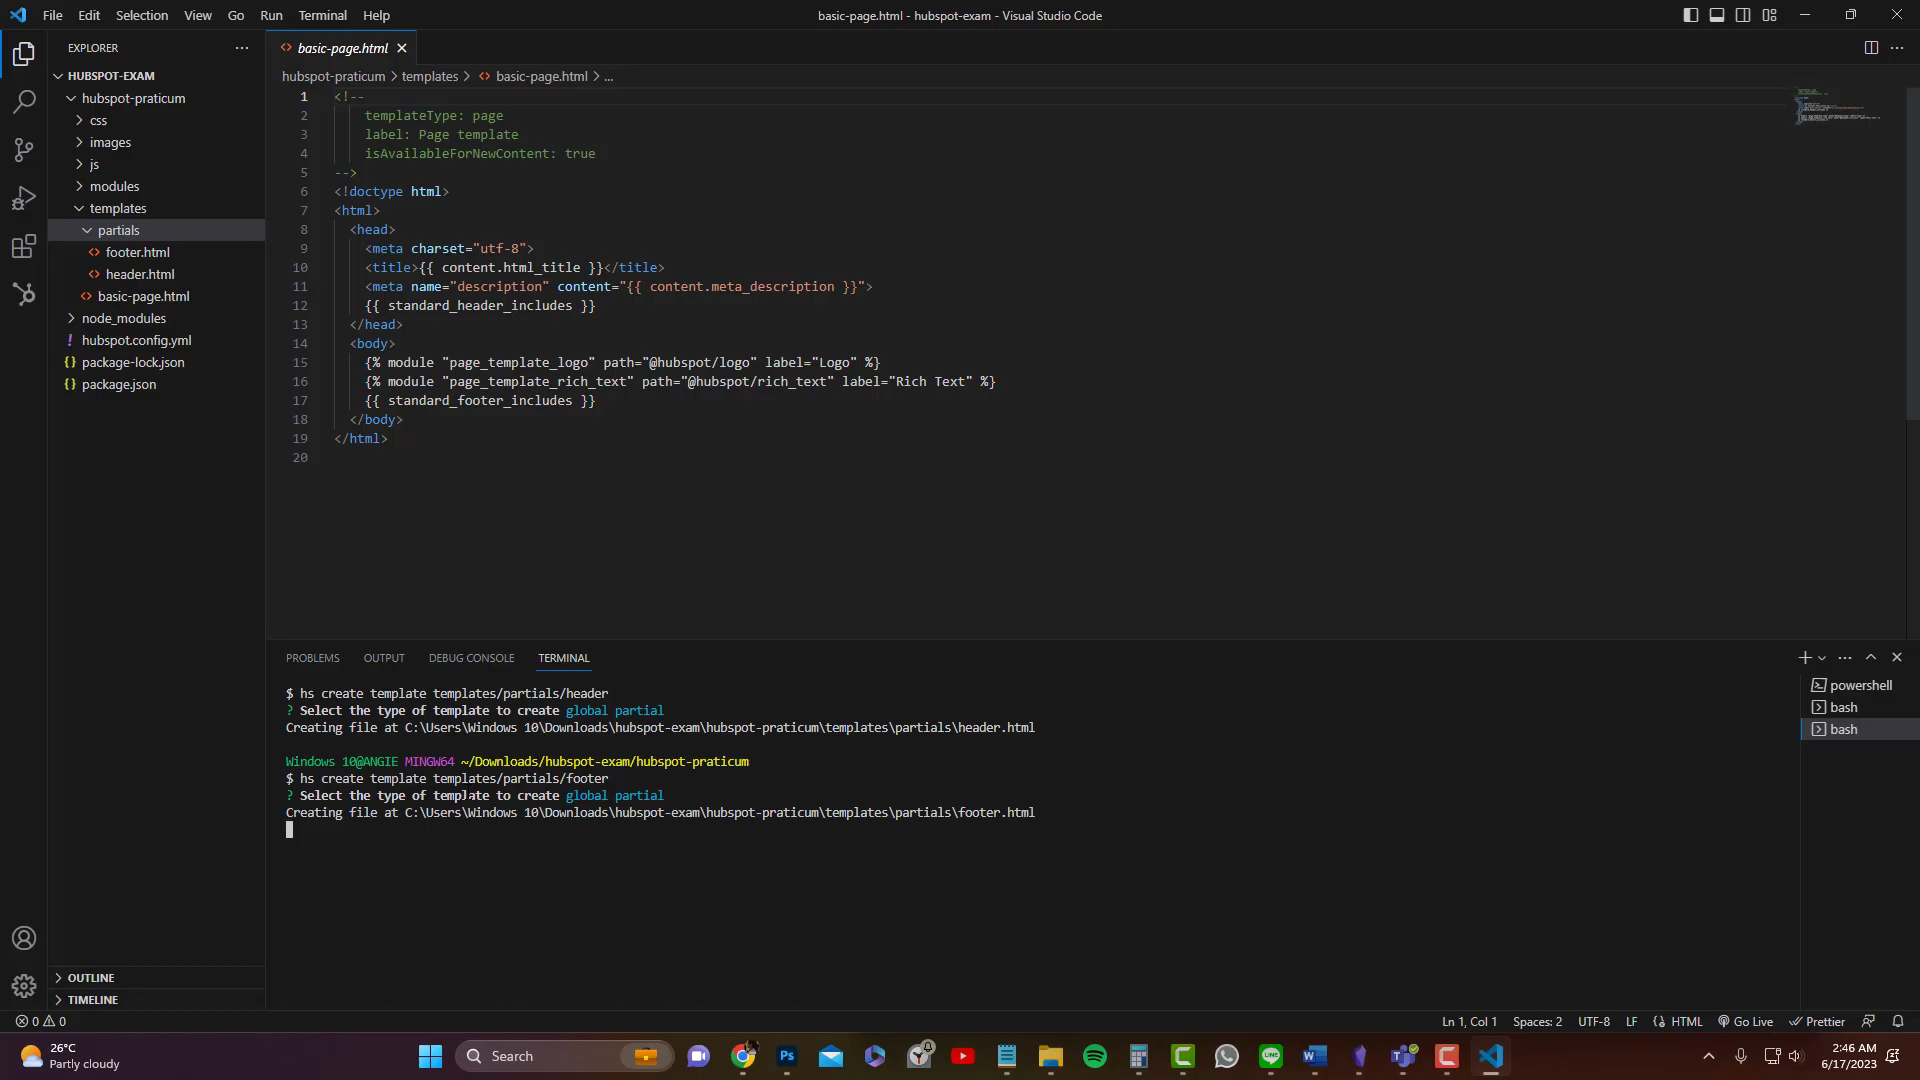 File Edit Selection View Go Run Terminal Help
basic-page.html - hubspot-exam - Visual Studio Code
EXPLORER
HUBSPOT-EXAM
hubspot-praticum
css
images
js
modules
templates
partials
footer.html
header.html
basic-page.html
node_modules
hubspot.config.yml
package-lock.json
package.json
OUTLINE
TIMELINE
basic-page.html
hubspot-praticum > templates > basic-page.html > ...
1 <!--
2 templateType: page
3 label: Page template
4 isAvailableForNewContent: true
5 -->
6 <!doctype html>
7 <html>
8 <head>
9 <meta charset="utf-8">
10 <title>{{ content.html_title }}</title>
11 <meta name="description" content="{{ content.meta_description }}">
12 {{ standard_header_includes }}
13 </head>
14 <body>
15 {% module "page_template_logo" path="@hubspot/logo" label="Logo" %}
16 {% module "page_template_rich_text" path="@hubspot/rich_text" label="Rich Text" %}
17 {{ standard_footer_includes }}
18 </body>
19 </html>
20
PROBLEMS OUTPUT DEBUG CONSOLE TERMINAL
$ hs create template templates/partials/header
? Select the type of template to create global partial
Creating file at C:\Users\Windows 10\Downloads\hubspot-exam\hubspot-praticum\templates\partials\header.html
Windows 10@ANGIE MINGW64 ~/Downloads/hubspot-exam/hubspot-praticum
$ hs create template templates/partials/footer
? Select the type of template to create global partial
Creating file at C:\Users\Windows 10\Downloads\hubspot-exam\hubspot-praticum\templates\partials\footer.html
powershell
bash
bash
0 0
Ln 1, Col 1 Spaces: 2 UTF-8 LF HTML Go Live Prettier
26°C
Partly cloudy
Search
2:46 AM
6/17/2023